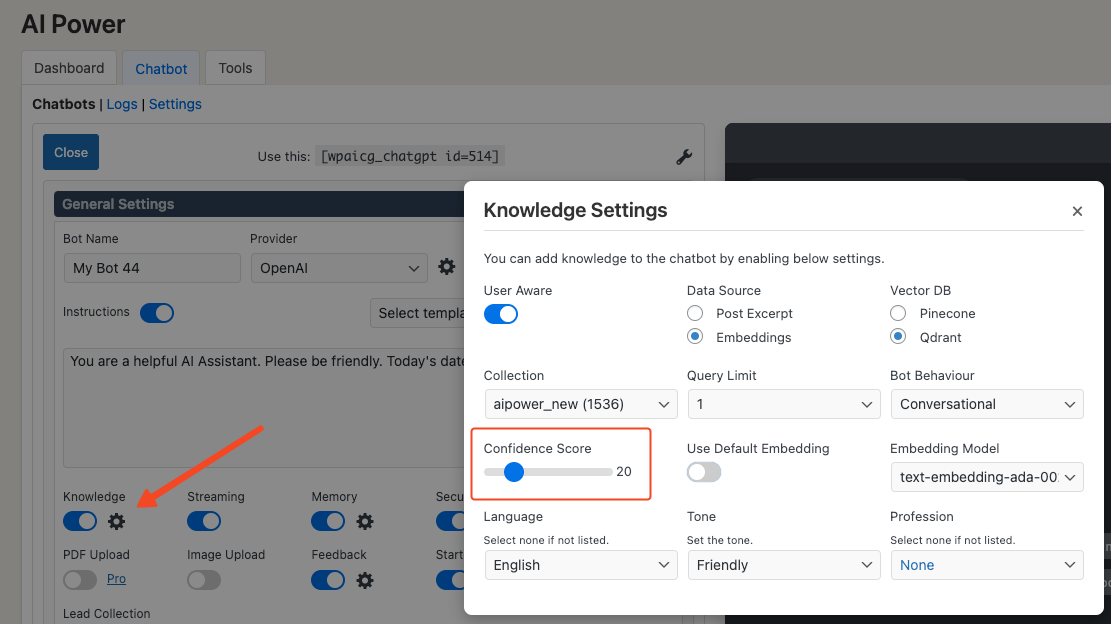 AI Power
Dashboard Chatbot Tools
Chatbots | Logs | Settings
Close Use this: [wpaicg_chatgpt id=514]
General Settings
Bot Name Provider
My Bot 44 OpenAI
Instructions Select templa
You are a helpful AI Assistant. Please be friendly. Today's date
Knowledge Streaming Memory Secu
PDF Upload Image Upload Feedback Start
Pro
Lead Collection
Knowledge Settings ×
You can add knowledge to the chatbot by enabling below settings.
User Aware Data Source Vector DB
Post Excerpt Pinecone
Embeddings Qdrant
Collection Query Limit Bot Behaviour
aipower_new (1536) 1 Conversational
Confidence Score Use Default Embedding Embedding Model
20 text-embedding-ada-00
Language Tone Profession
Select none if not listed. Set the tone. Select none if not listed.
English Friendly None